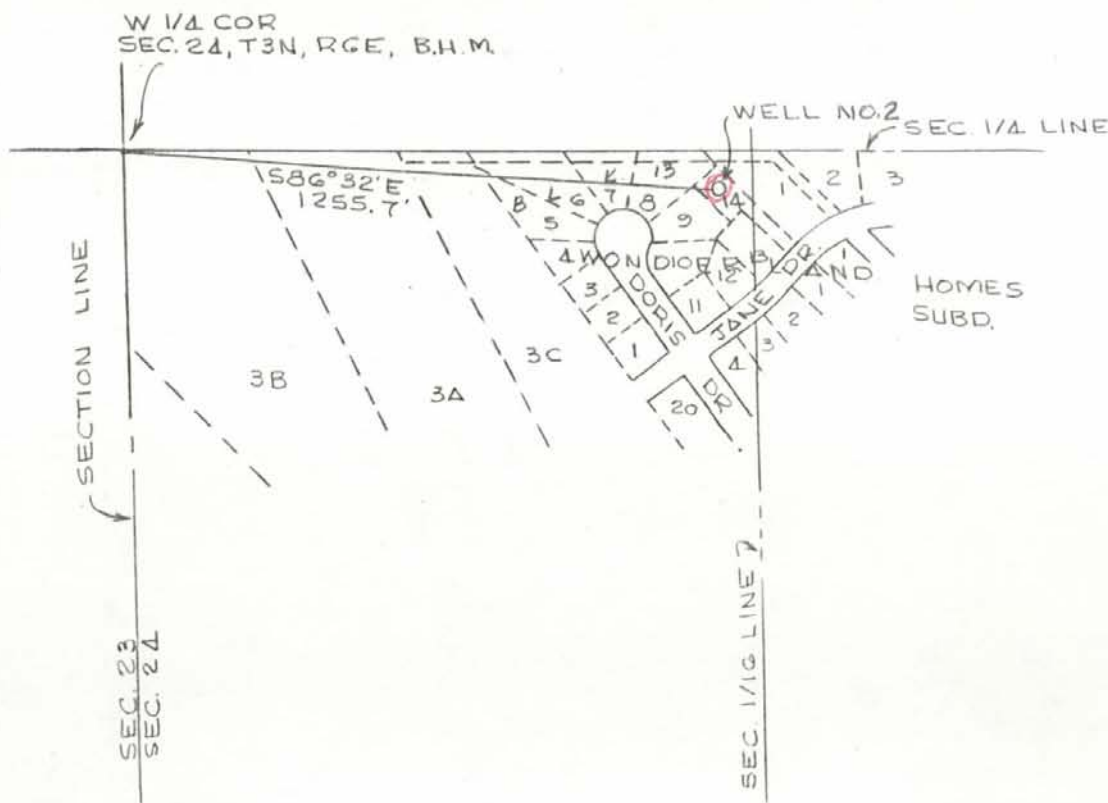 W 1/4 COR
SEC. 24, T3N, RGE, B.H.M.
WELL NO.2
SEC. 1/4 LINE
S86°32'E
1255.7'
13
2
3
1
14
B
6
7
8
9
5
4
WONDIOEE
B
LDR.
AND
12
3
DORIS
11
JANE
1
HOMES
SUBD.
2
2
1
3
4
3C
3B
3A
20
DR
SECTION LINE
SEC. 1/16 LINE
SEC. 23
SEC. 24